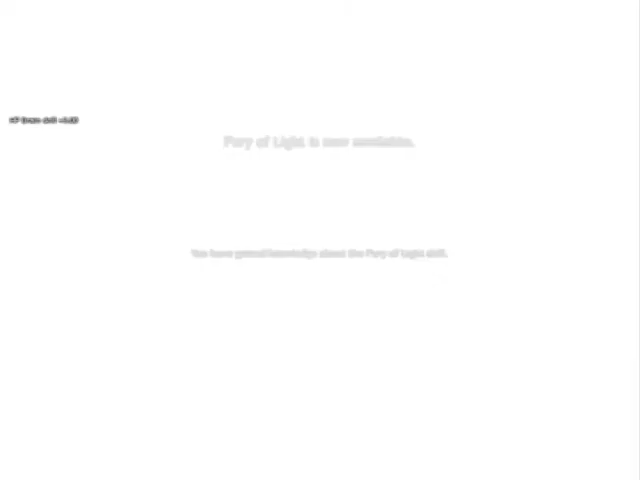 Fury of Light is now available.
You have gained knowledge about the Fury of Light skill.